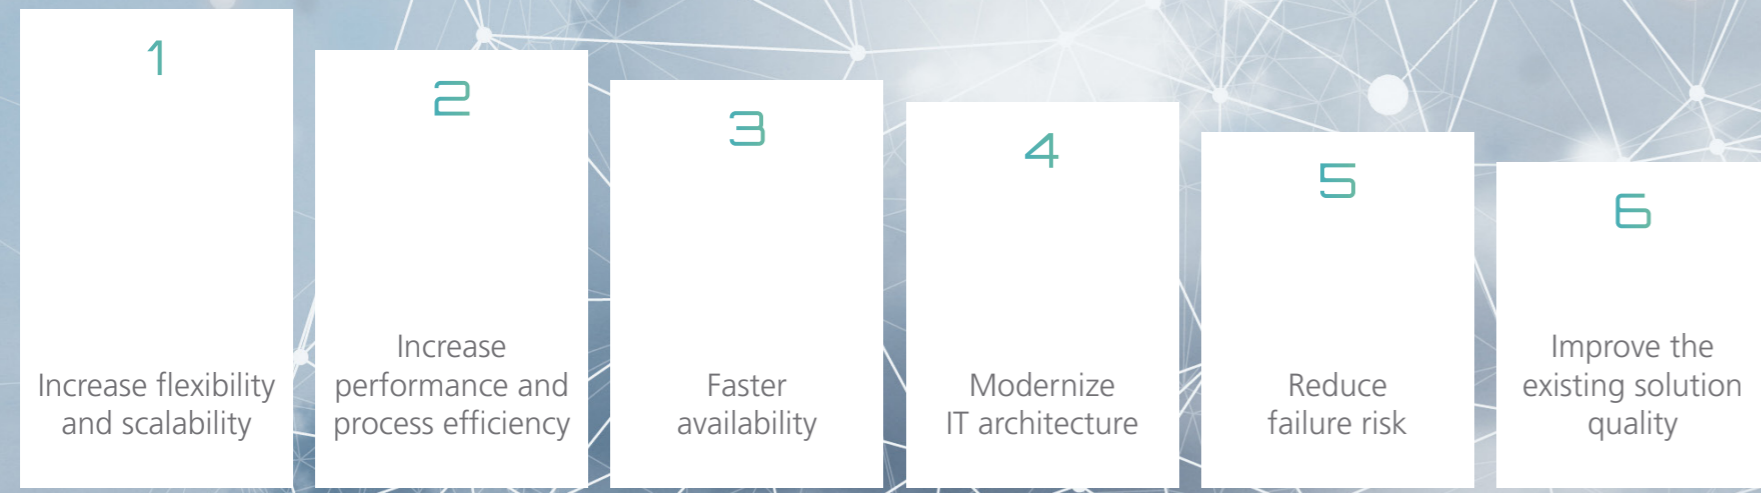 1
Increase flexibility
and scalability
2
Increase
performance and
process efficiency
3
Faster
availability
4
Modernize
IT architecture
5
Reduce
failure risk
6
Improve the
existing solution
quality